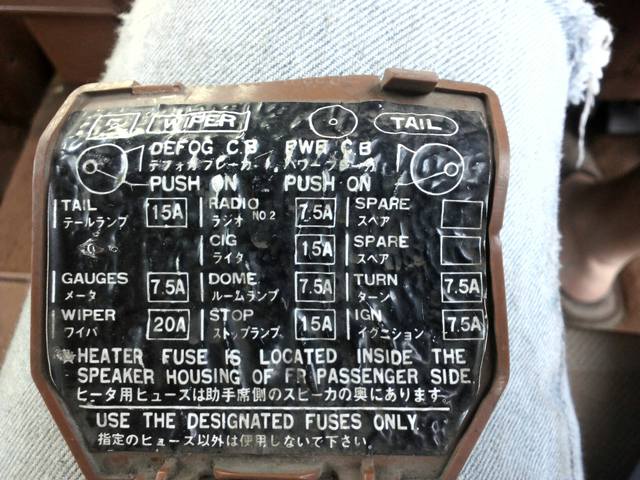 WIPER TAIL
DEFOG C.B PWR C.B
デフォガブレーカ パワーブレーカ
PUSH ON PUSH ON
TAIL 15A RADIO NO.2 7.5A SPARE
テールランプ ラジオ スペア
CIG 15A SPARE
ライタ スペア
GAUGES 7.5A DOME 7.5A TURN 7.5A
メータ ルームランプ ターン
WIPER 20A STOP 15A IGN 7.5A
ワイパ ストップランプ イグニション
HEATER FUSE IS LOCATED INSIDE THE
SPEAKER HOUSING OF FR PASSENGER SIDE.
ヒータ用ヒューズは助手席側のスピーカの奥にあります
USE THE DESIGNATED FUSES ONLY.
指定のヒューズ以外は使用しないで下さい。